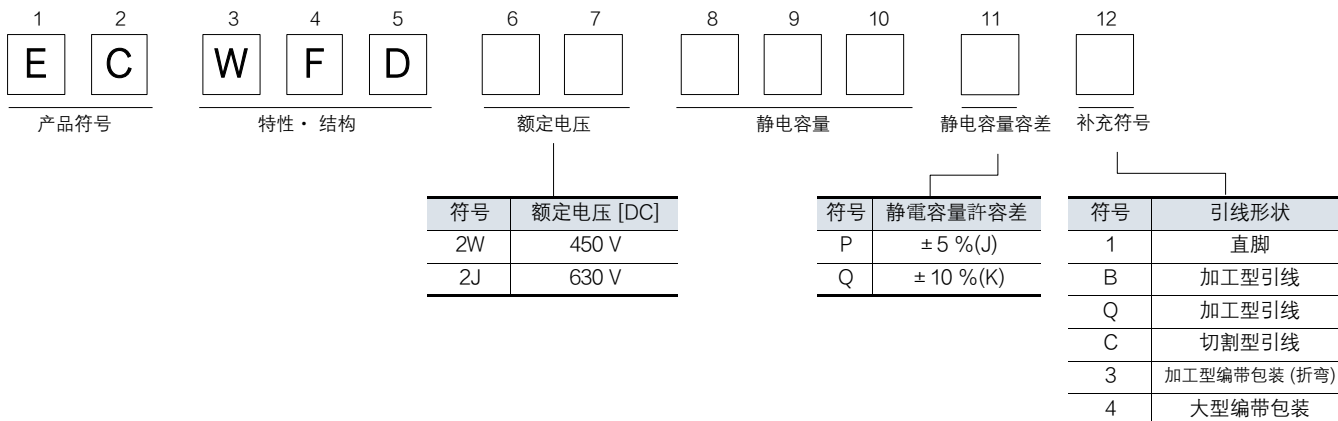 1 2 3 4 5 6 7 8 9 10 11 12
E C W F D
产品符号 特性・ 结构 额定电压 静电容量 静电容量容差 补充符号
符号 额定电压 [DC]
2W 450 V
2J 630 V
符号 静電容量許容差
P ±5 %(J)
Q ±10 %(K)
符号 引线形状
1 直脚
B 加工型引线
Q 加工型引线
C 切割型引线
3 加工型编带包装 (折弯)
4 大型编带包装